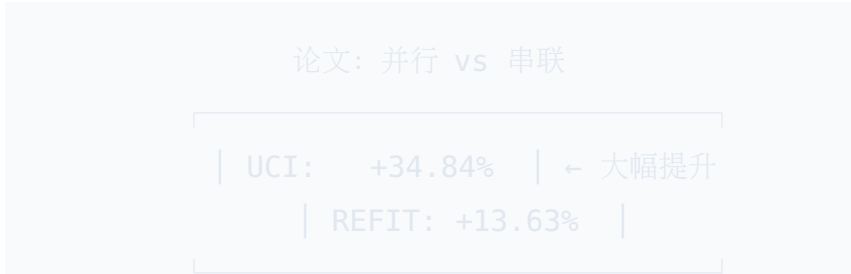 论文: 并行 vs 串联
│ UCI: +34.84% │ ← 大幅提升
│ REFIT: +13.63% │